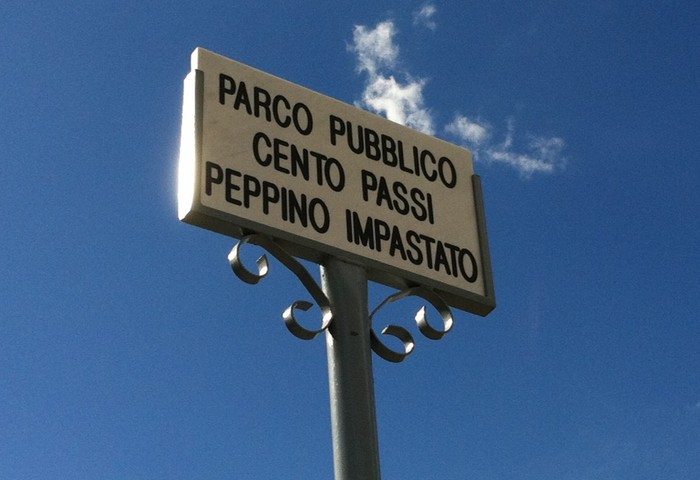 PARCO PUBBLICO
CENTO PASSI
PEPPINO IMPASTATO